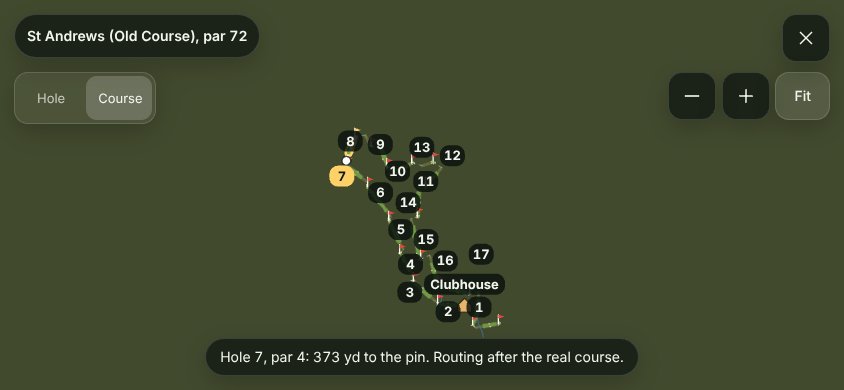 St Andrews (Old Course), par 72
Hole
Course
Fit
8
9
13
12
10
7
11
6
14
5
15
17
4
16
Clubhouse
3
2
1
Hole 7, par 4: 373 yd to the pin. Routing after the real course.